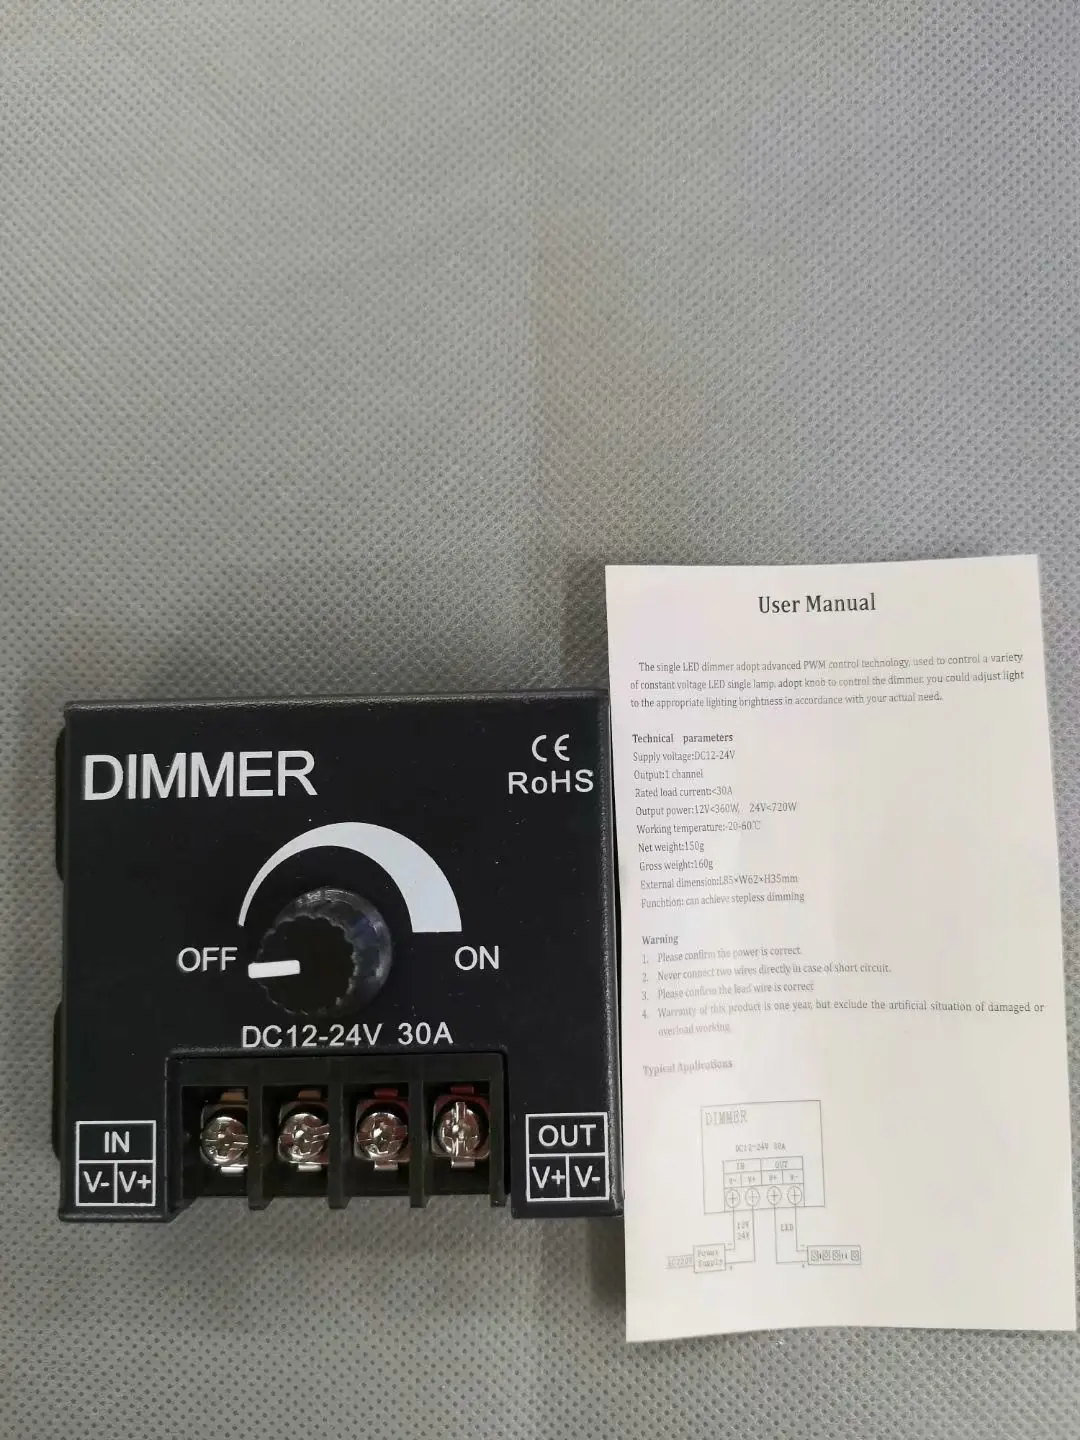 DIMMER
CE
RoHS
OFF
ON
DC12-24V 30A
IN
V- V+
OUT
V+ V-
User Manual
The single LED dimmer adopt advanced PWM control technology, used to control a variety
of constant voltage LED single lamp, adopt knob to control the dimmer, you could adjust light
to the appropriate lighting brightness in accordance with your actual need.
Technical parameters
Supply voltage:DC12-24V
Output:1 channel
Rated load current:<30A
Output power:12V<360W, 24V<720W
Working temperature:-20-60℃
Net weight:150g
Gross weight:160g
External dimension:L85×W62×H35mm
Funchtion: can achieve stepless dimming
Warning
1. Please confirm the power is correct.
2. Never connect two wires directly in case of short circuit.
3. Please confirm the lead wire is correct
4. Warranty of this product is one year, but exclude the artificial situation of damaged or
overload working.
Typical Applications
DIMMER
DC12-24V 30A
IN OUT
V- V+ V+ V-
12V
24V
LED
Power
Supply